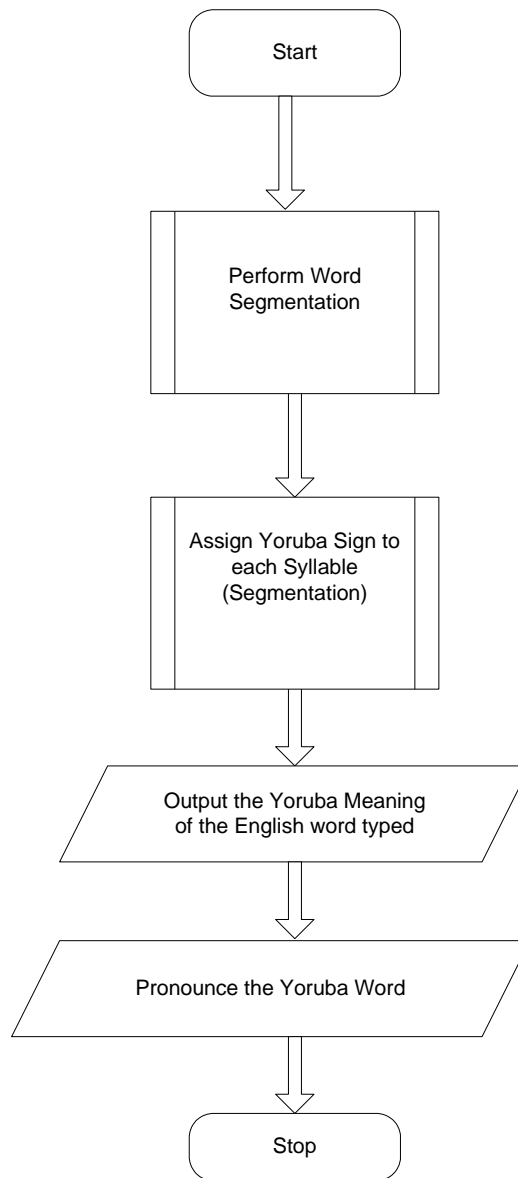 Start
Perform Word
Segmentation
Assign Yoruba Sign to
each Syllable
(Segmentation)
Output the Yoruba Meaning
of the English word typed
Pronounce the Yoruba Word
Stop